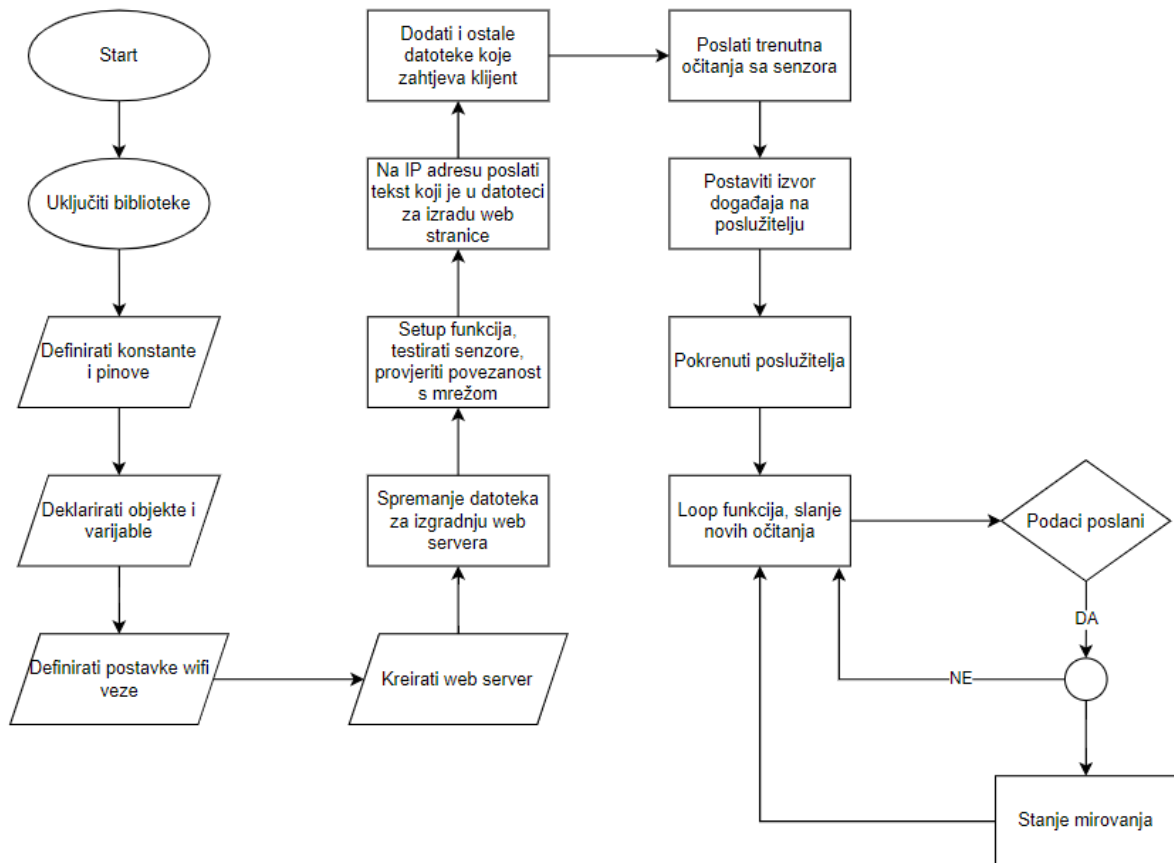 Start
Uključiti biblioteke
Definirati konstante
i pinove
Deklarirati objekte i
varijable
Definirati postavke wifi
veze
Kreirati web server
Spremanje datoteka
za izgradnju web
servera
Setup funkcija,
testirati senzore,
provjeriti povezanost
s mrežom
Na IP adresu poslati
tekst koji je u datoteci
za izradu web
stranice
Dodati i ostale
datoteke koje
zahtjeva klijent
Poslati trenutna
očitanja sa senzora
Postaviti izvor
događaja na
poslužitelju
Pokrenuti poslužitelja
Loop funkcija, slanje
novih očitanja
Podaci poslani
DA
NE
Stanje mirovanja